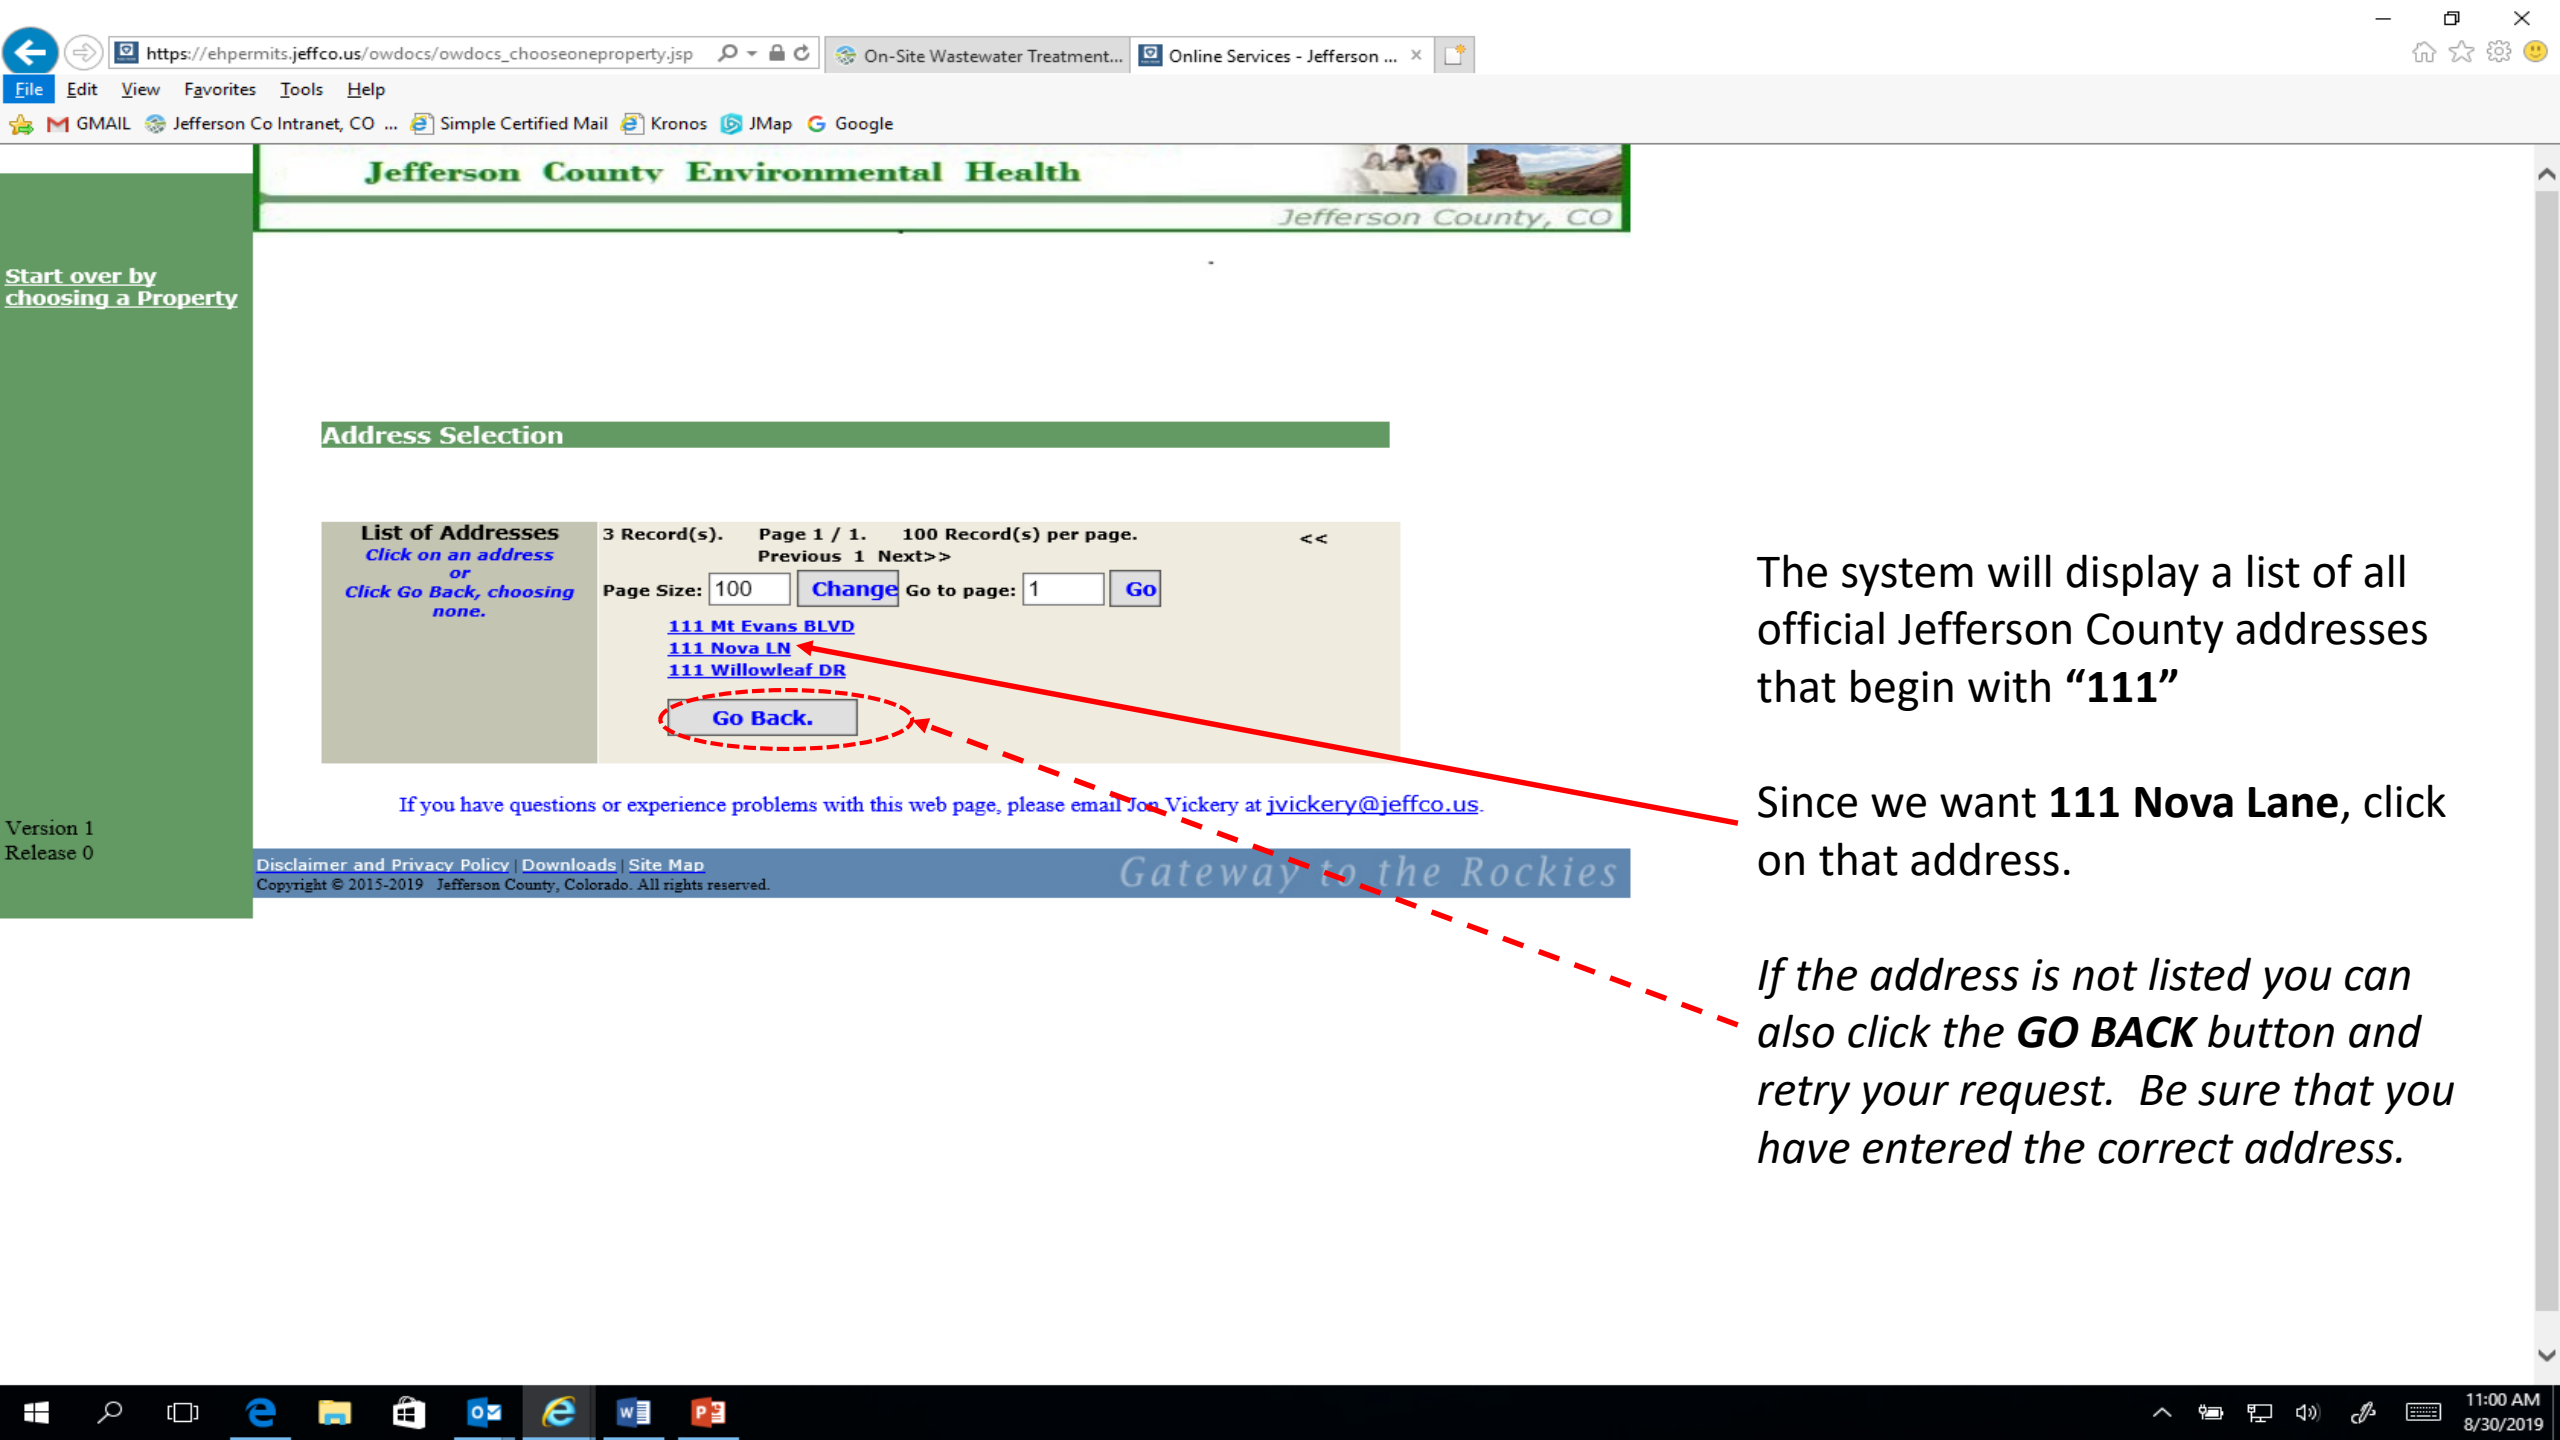 https://ehpermits.jeffco.us/owdocs/owdocs_chooseoneproperty.jsp
On-Site Wastewater Treatment...
Online Services - Jefferson ...
File Edit View Favorites Tools Help
GMAIL Jefferson Co Intranet, CO ... Simple Certified Mail Kronos JMap Google
Jefferson County Environmental Health
Jefferson County, CO
Start over by
choosing a Property
Address Selection
List of Addresses
Click on an address
or
Click Go Back, choosing
none.
3 Record(s). Page 1 / 1. 100 Record(s) per page. <<
Previous 1 Next>>
Page Size: 100 Change Go to page: 1 Go
111 Mt Evans BLVD
111 Nova LN
111 Willowleaf DR
Go Back.
If you have questions or experience problems with this web page, please email Jon Vickery at jvickery@jeffco.us.
Version 1
Release 0
Disclaimer and Privacy Policy | Downloads | Site Map
Copyright © 2015-2019 Jefferson County, Colorado. All rights reserved.
Gateway to the Rockies
The system will display a list of all
official Jefferson County addresses
that begin with “111”
Since we want 111 Nova Lane, click
on that address.
If the address is not listed you can
also click the GO BACK button and
retry your request. Be sure that you
have entered the correct address.
11:00 AM
8/30/2019